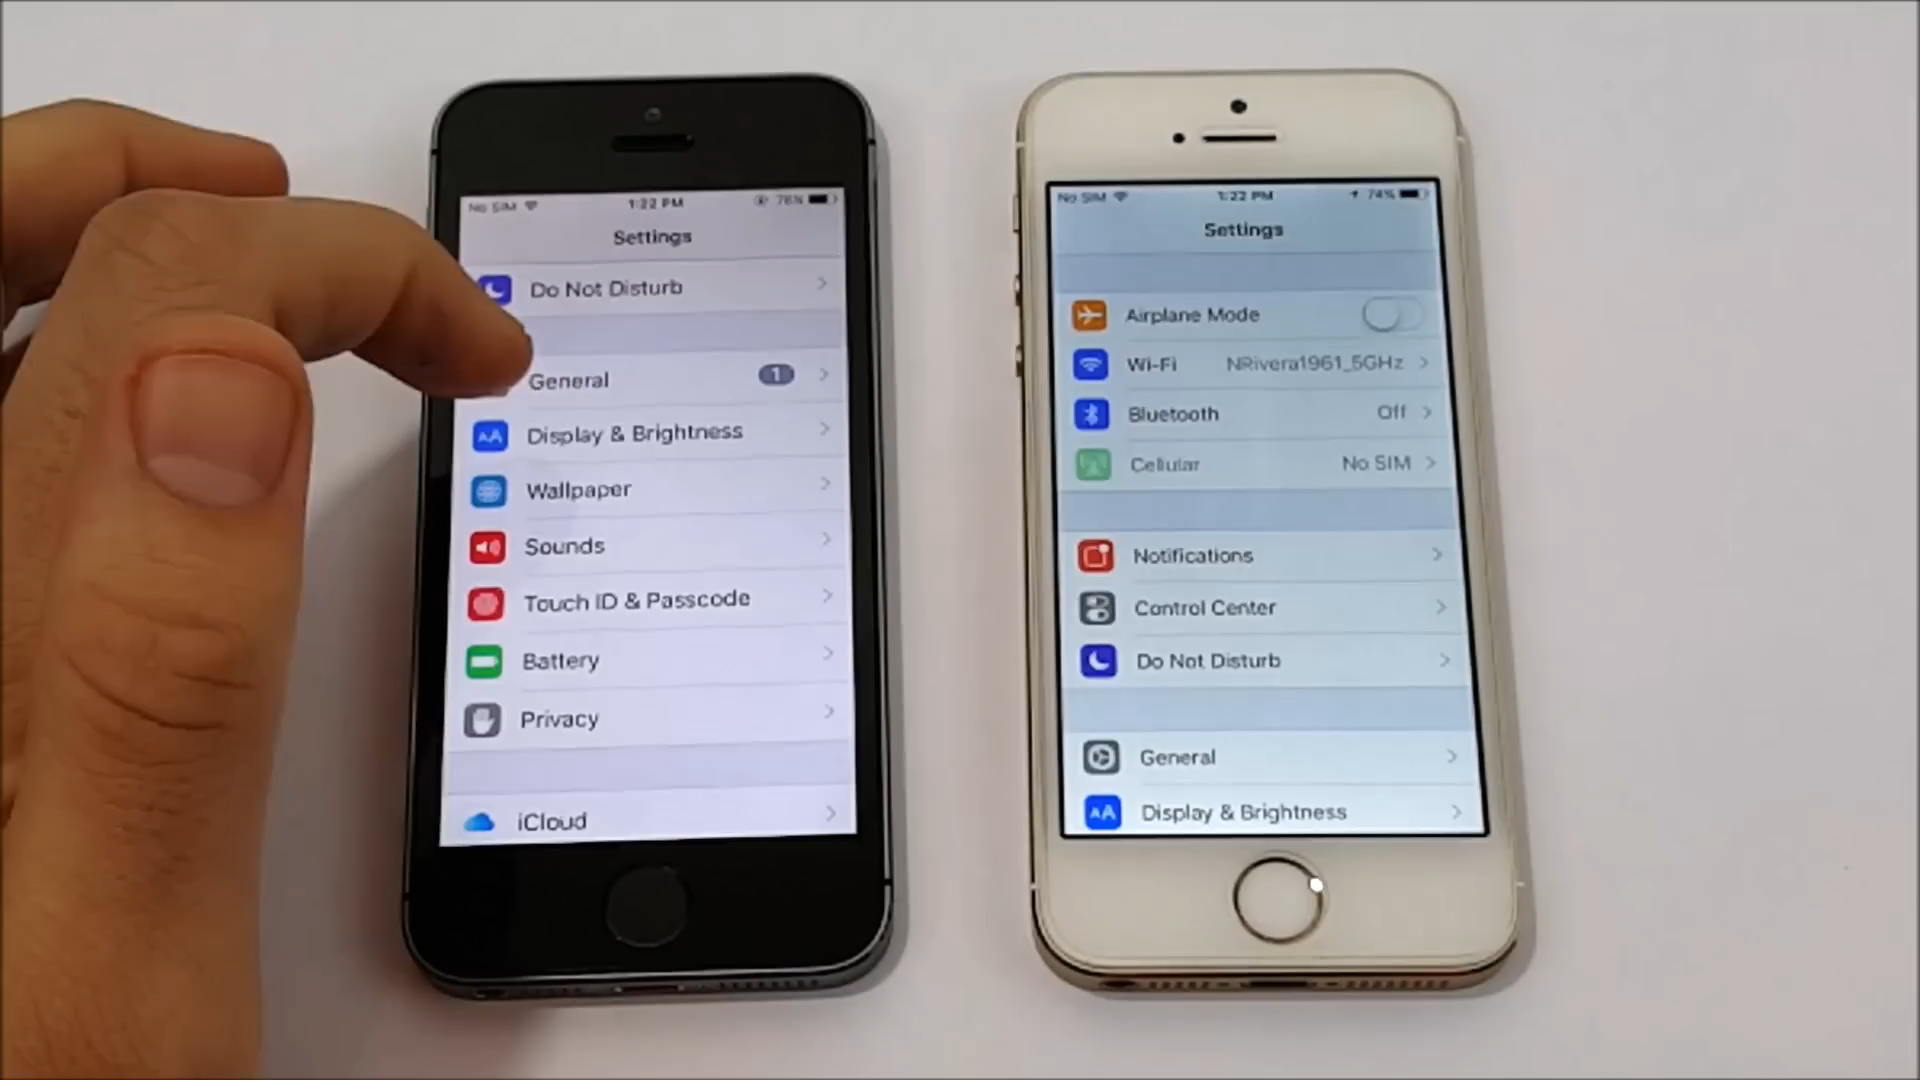 No SIM 1:22 PM 76%
Settings
Do Not Disturb
General 1
Display & Brightness
Wallpaper
Sounds
Touch ID & Passcode
Battery
Privacy
iCloud
No SIM 1:22 PM 74%
Settings
Airplane Mode
Wi-Fi NRivera1961_5GHz
Bluetooth Off
Cellular No SIM
Notifications
Control Center
Do Not Disturb
General
AA Display & Brightness